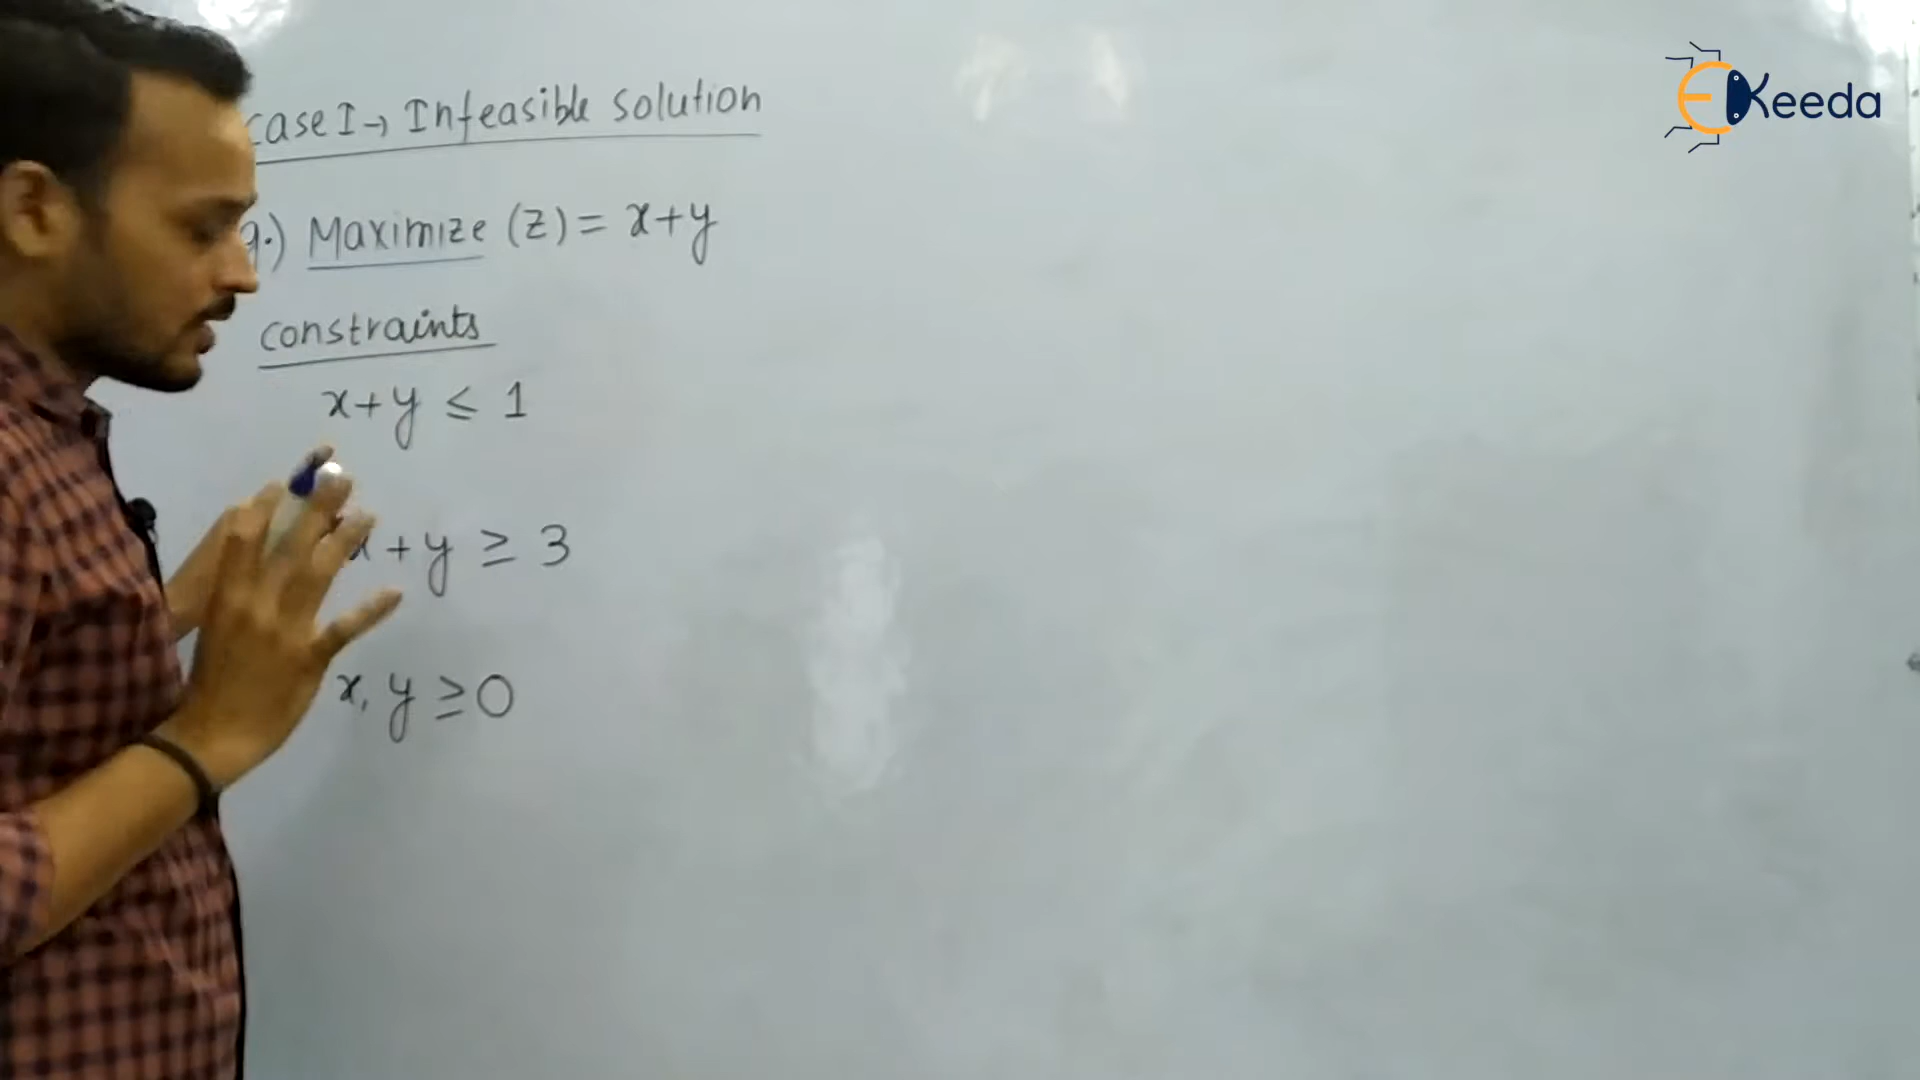 case I → Infeasible solution
Keeda
q.) Maximize (z) = x+y
constraints
x+y ≤ 1
x+y ≥ 3
x, y ≥ 0